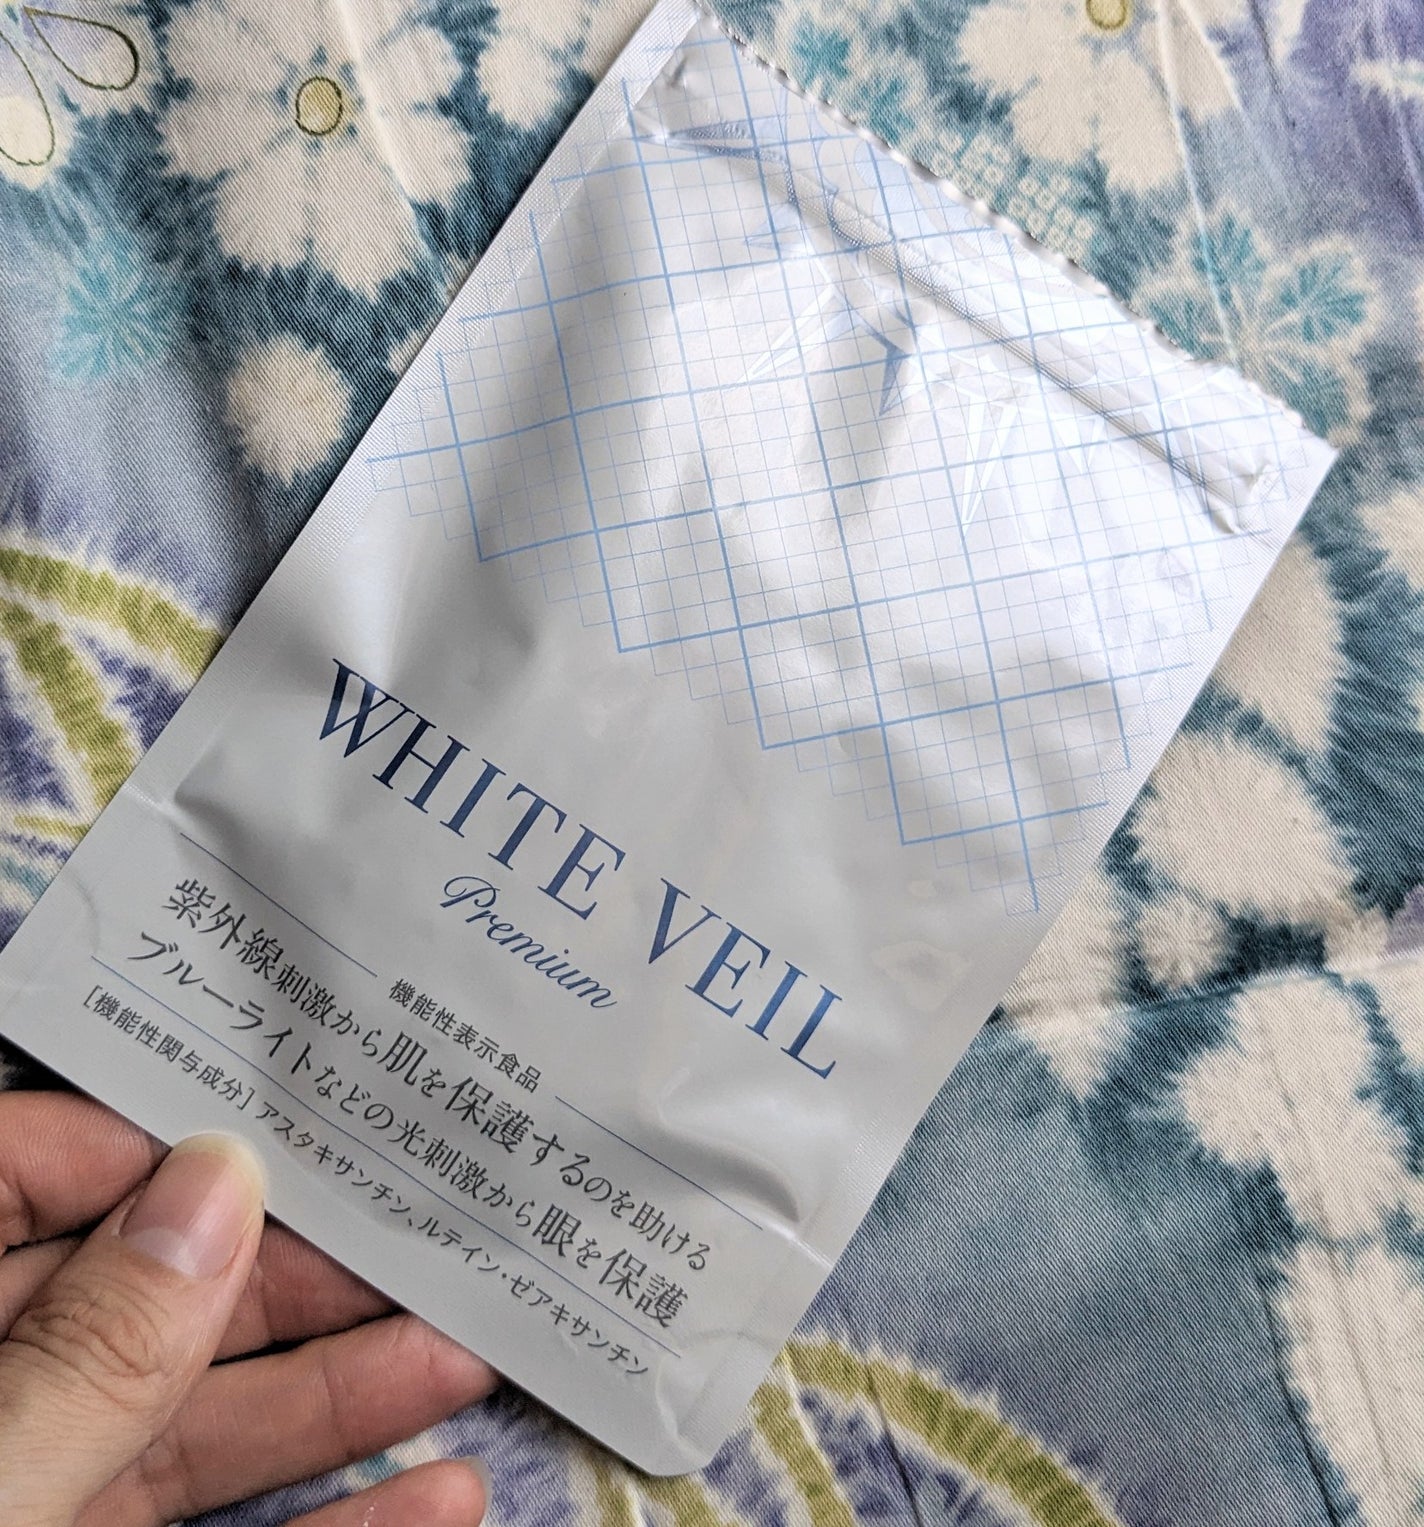 WHITE VEIL
Premium
機能性表示食品
紫外線刺激から肌を保護するのを助ける
ブルーライトなどの光刺激から眼を保護
[機能性関与成分] アスタキサンチン、ルテイン・ゼアキサンチン